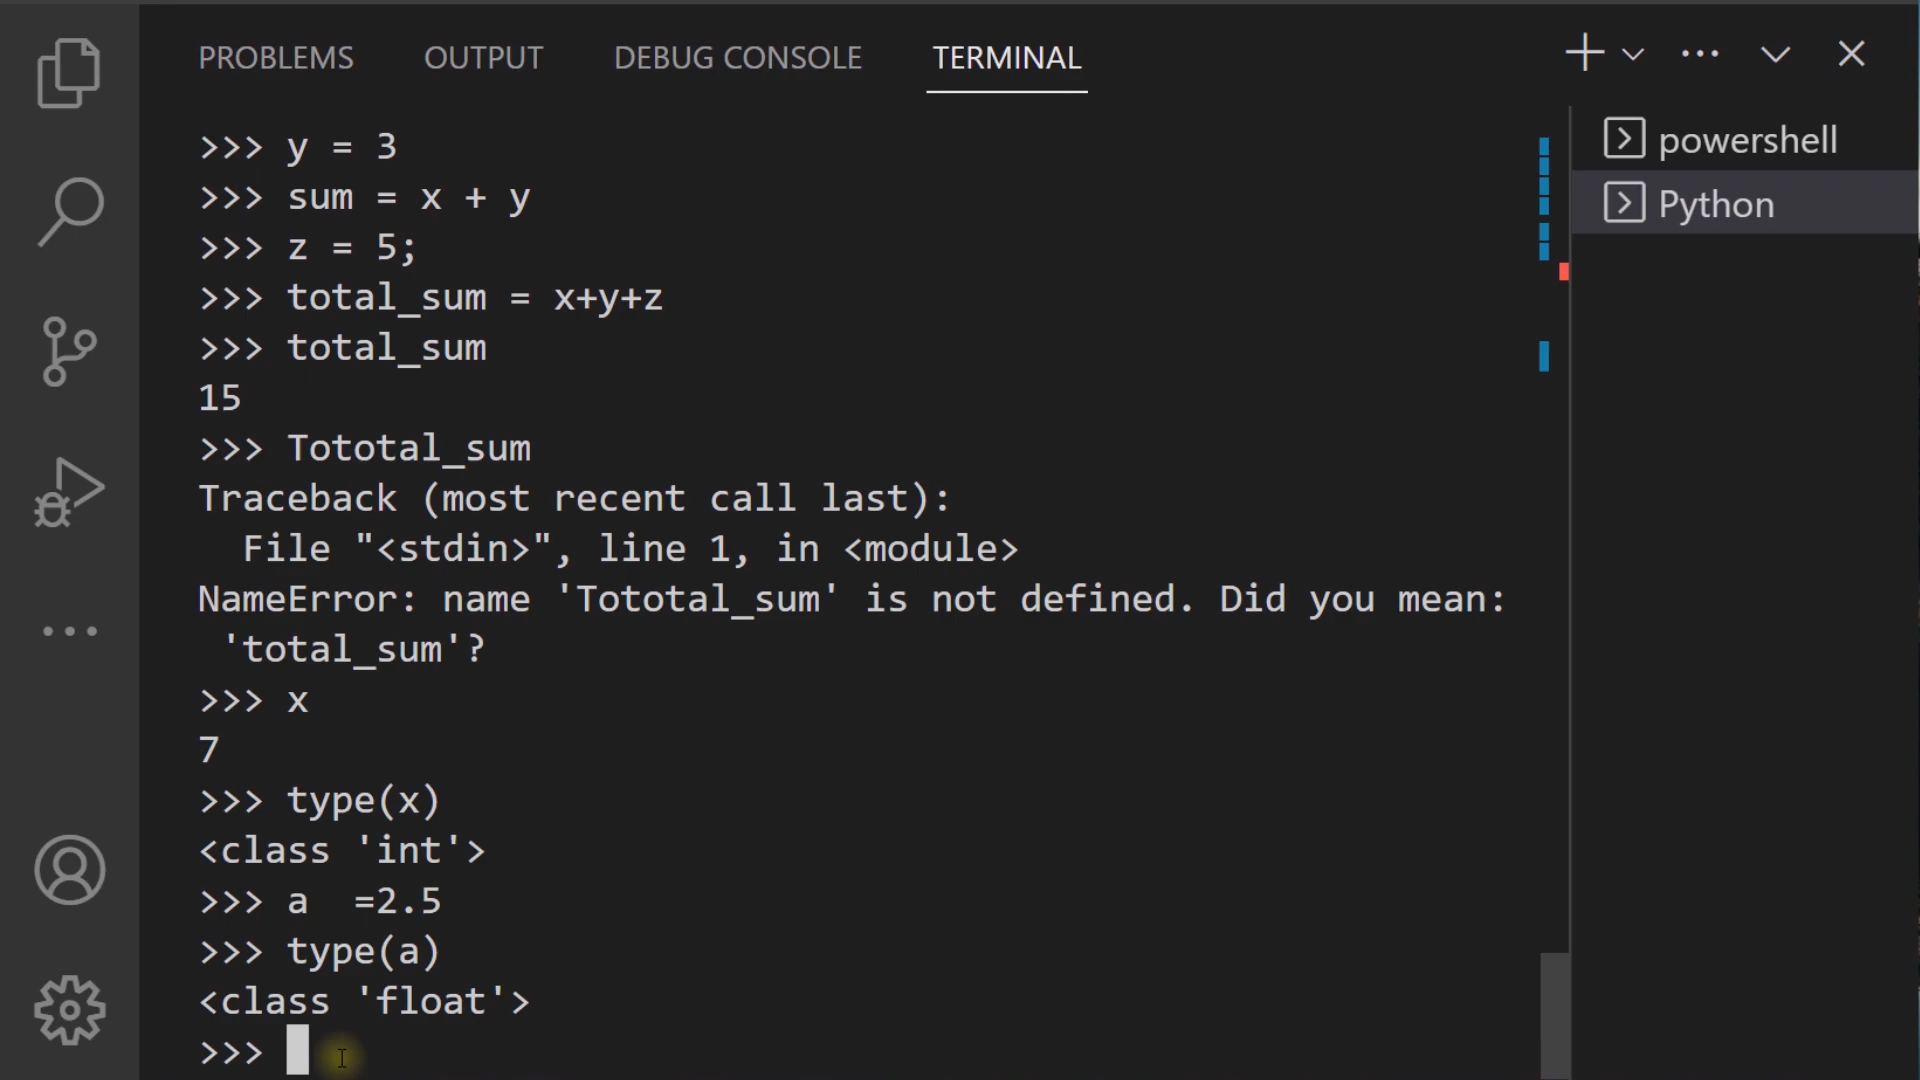 PROBLEMS OUTPUT DEBUG CONSOLE TERMINAL
>>> y = 3
>>> sum = x + y
>>> z = 5;
>>> total_sum = x+y+z
>>> total_sum
15
>>> Tototal_sum
Traceback (most recent call last):
  File "<stdin>", line 1, in <module>
NameError: name 'Tototal_sum' is not defined. Did you mean:
 'total_sum'?
>>> x
7
>>> type(x)
<class 'int'>
>>> a  =2.5
>>> type(a)
<class 'float'>
>>>
powershell
Python